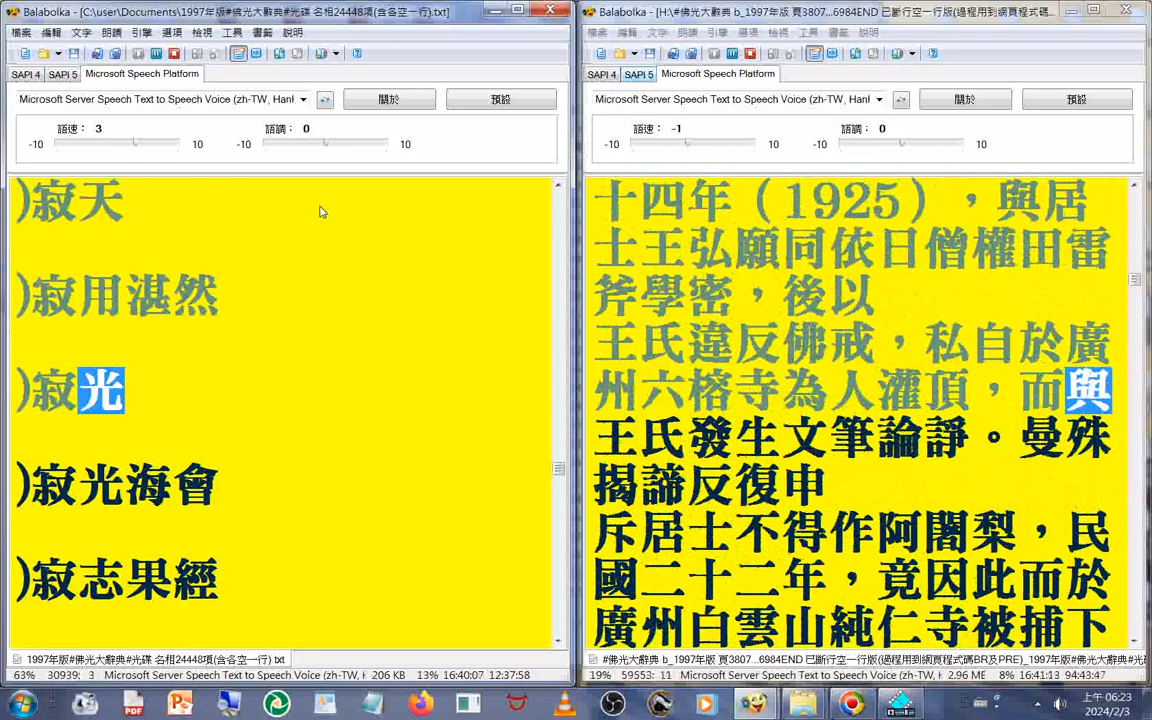 Balabolka - [C:\user\Documents\1997年版#佛光大辭典#光碟 名相24448項(含各空一行).txt]
檔案 編輯 文字 朗讀 引擎 選項 檢視 工具 書籤 說明
SAPI 4 SAPI 5 Microsoft Speech Platform
Microsoft Server Speech Text to Speech Voice (zh-TW, Hanl
關於
預設
語速： 3
語調： 0
-10 10 -10 10
)寂天
)寂用湛然
)寂光
)寂光海會
)寂志果經
1997年版#佛光大辭典#光碟 名相24448項(含各空一行).txt
63% 30939; 3 Microsoft Server Speech Text to Speech Voice (zh-TW, H 206 KB 13% 16:40:07 12:37:58
Balabolka - [H:\#佛光大辭典 b_1997年版 頁3807...6984END 已斷行空一行版(過程用到網頁程式碼...
檔案 編輯 文字 朗讀 引擎 選項 檢視 工具 書籤 說明
SAPI 4 SAPI 5 Microsoft Speech Platform
Microsoft Server Speech Text to Speech Voice (zh-TW, Hanl
關於
預設
語速： -1
語調： 0
-10 10 -10 10
十四年（1925），與居
士王弘願同依日僧權田雷
斧學密，後以
王氏違反佛戒，私自於廣
州六榕寺為人灌頂，而與
王氏發生文筆論諍。曼殊
揭諦反復申
斥居士不得作阿闍梨，民
國二十二年，竟因此而於
廣州白雲山純仁寺被捕下
#佛光大辭典 b_1997年版 頁3807...6984END 已斷行空一行版(過程用到網頁程式碼BR及PRE)_1997年版#佛光大辭典#光
19% 59553: 11 Microsoft Server Speech Text to Speech Voice (zh-TW, H 2.96 ME 8% 16:41:13 94:43:47
上午 06:23
2024/2/3